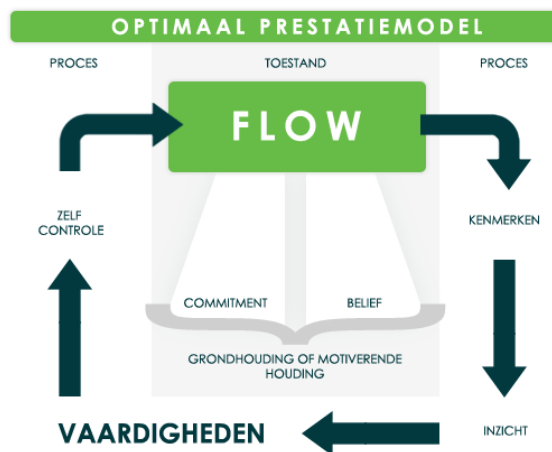 OPTIMAAL PRESTATIEMODEL
PROCES
TOESTAND
PROCES
FLOW
ZELF
CONTROLE
KENMERKEN
COMMITMENT
BELIEF
GRONDHOUDING OF MOTIVERENDE
HOUDING
VAARDIGHEDEN
INZICHT